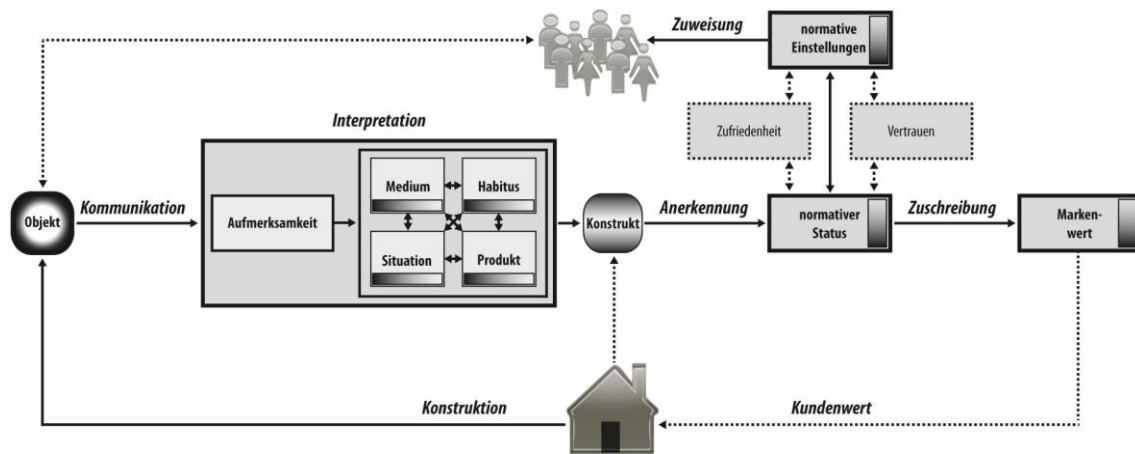 Zuweisung
normative
Einstellungen
Interpretation
Zufriedenheit
Vertrauen
Objekt
Kommunikation
Aufmerksamkeit
Medium
Habitus
Situation
Produkt
Konstrukt
Anerkennung
normativer
Status
Zuschreibung
Marken-
wert
Konstruktion
Kundenwert